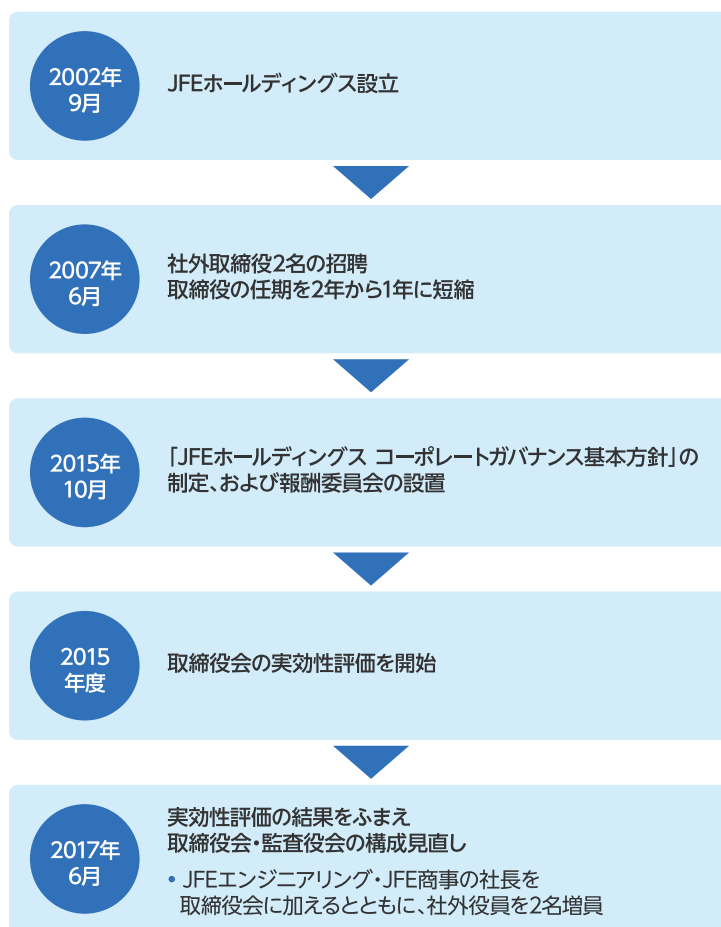 2002年
9月
JFEホールディングス設立
2007年
6月
社外取締役2名の招聘
取締役の任期を2年から1年に短縮
2015年
10月
「JFEホールディングス コーポレートガバナンス基本方針」の
制定、および報酬委員会の設置
2015
年度
取締役会の実効性評価を開始
2017年
6月
実効性評価の結果をふまえ
取締役会・監査役会の構成見直し
• JFEエンジニアリング・JFE商事の社長を
取締役会に加えるとともに、社外役員を2名増員